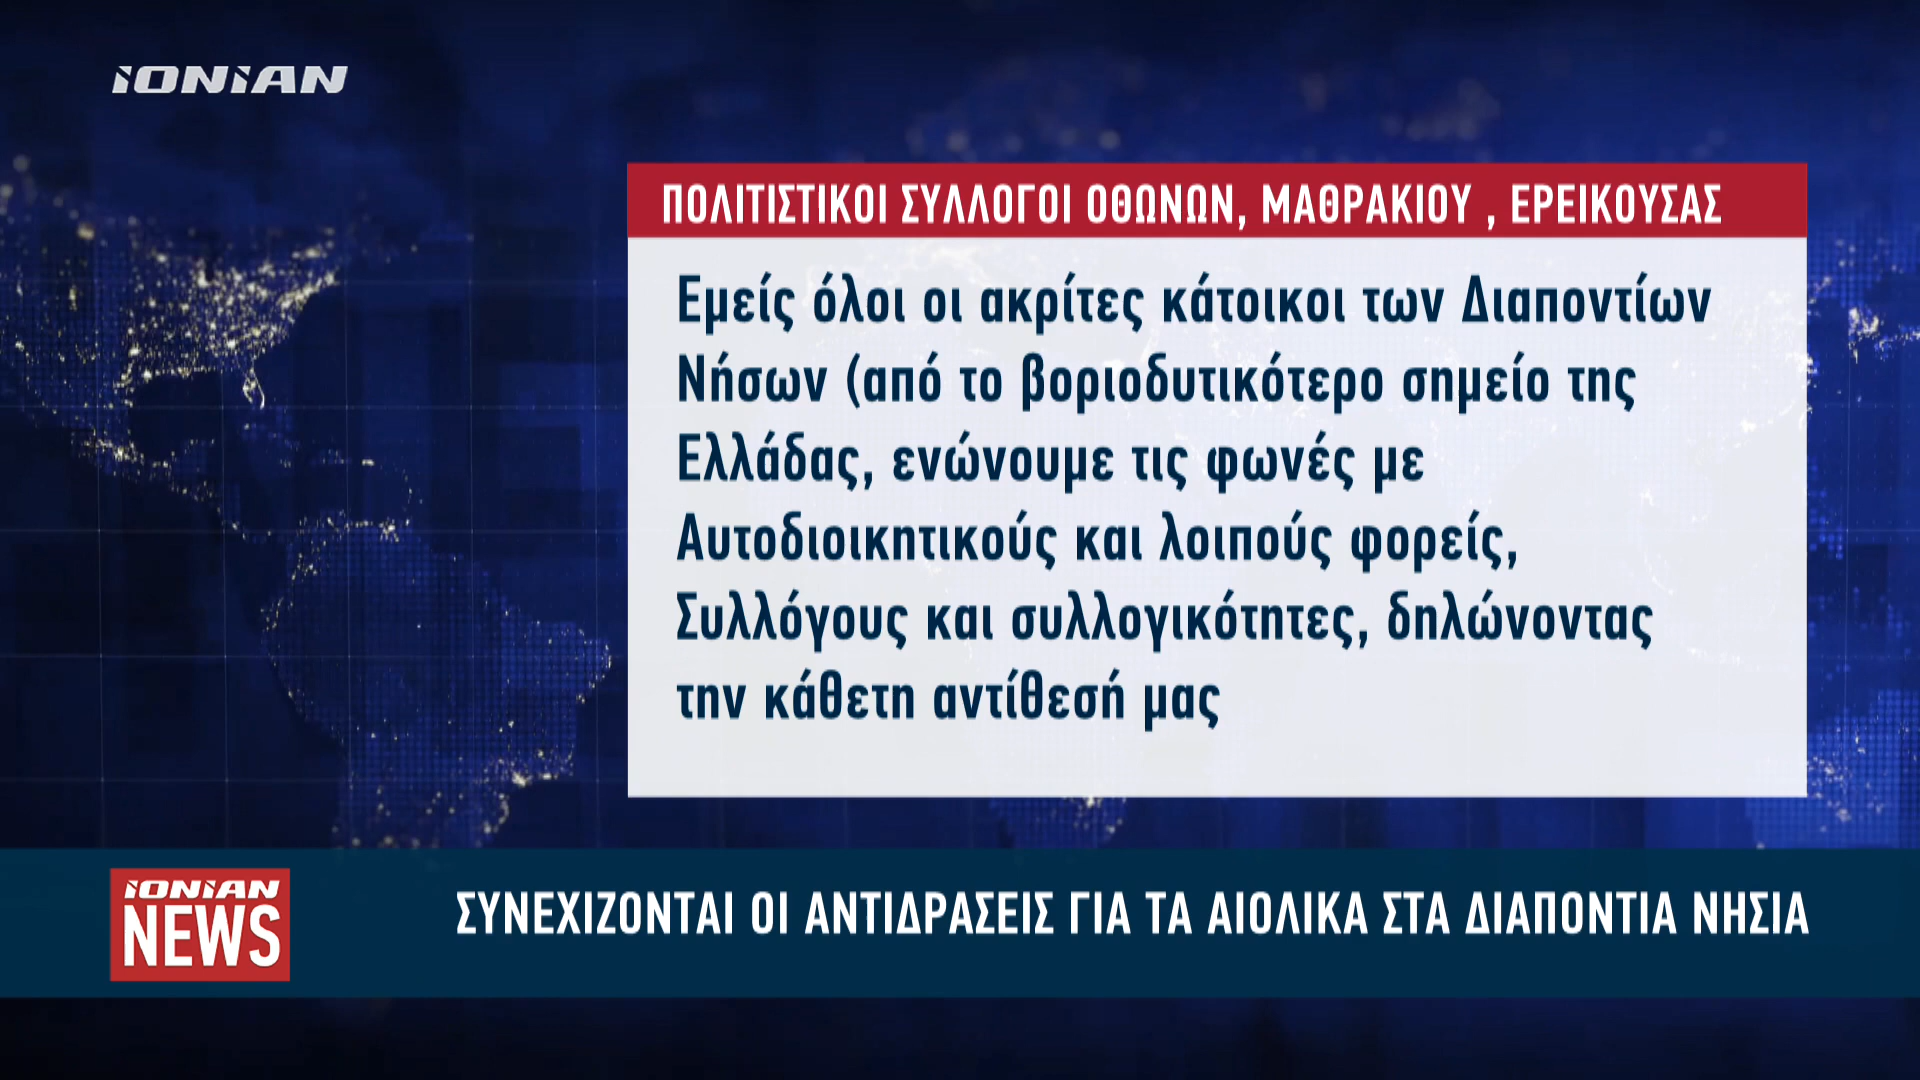 iONiAN
ΠΟΛΙΤΙΣΤΙΚΟΙ ΣΥΛΛΟΓΟΙ ΟΘΩΝΩΝ, ΜΑΘΡΑΚΙΟΥ , ΕΡΕΙΚΟΥΣΑΣ
Εμείς όλοι οι ακρίτες κάτοικοι των Διαποντίων
Νήσων (από το βοριοδυτικότερο σημείο της
Ελλάδας, ενώνουμε τις φωνές με
Αυτοδιοικητικούς και λοιπούς φορείς,
Συλλόγους και συλλογικότητες, δηλώνοντας
την κάθετη αντίθεσή μας
iONiAN
NEWS
ΣΥΝΕΧΙΖΟΝΤΑΙ ΟΙ ΑΝΤΙΔΡΑΣΕΙΣ ΓΙΑ ΤΑ ΑΙΟΛΙΚΑ ΣΤΑ ΔΙΑΠΟΝΤΙΑ ΝΗΣΙΑ